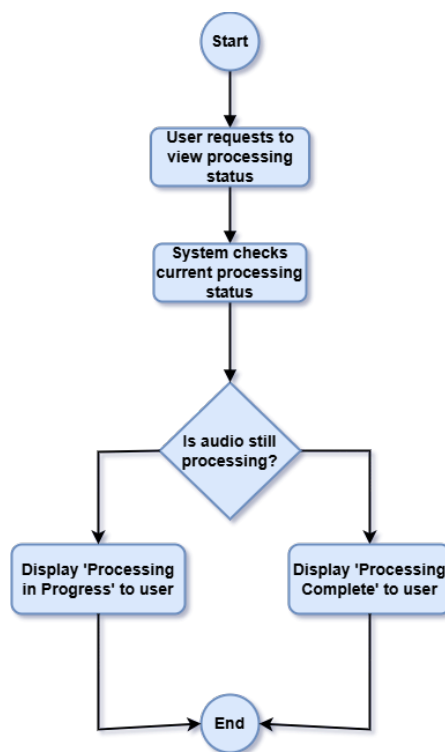 Start
User requests to
view processing
status
System checks
current processing
status
Is audio still
processing?
Display 'Processing
in Progress' to user
Display 'Processing
Complete' to user
End